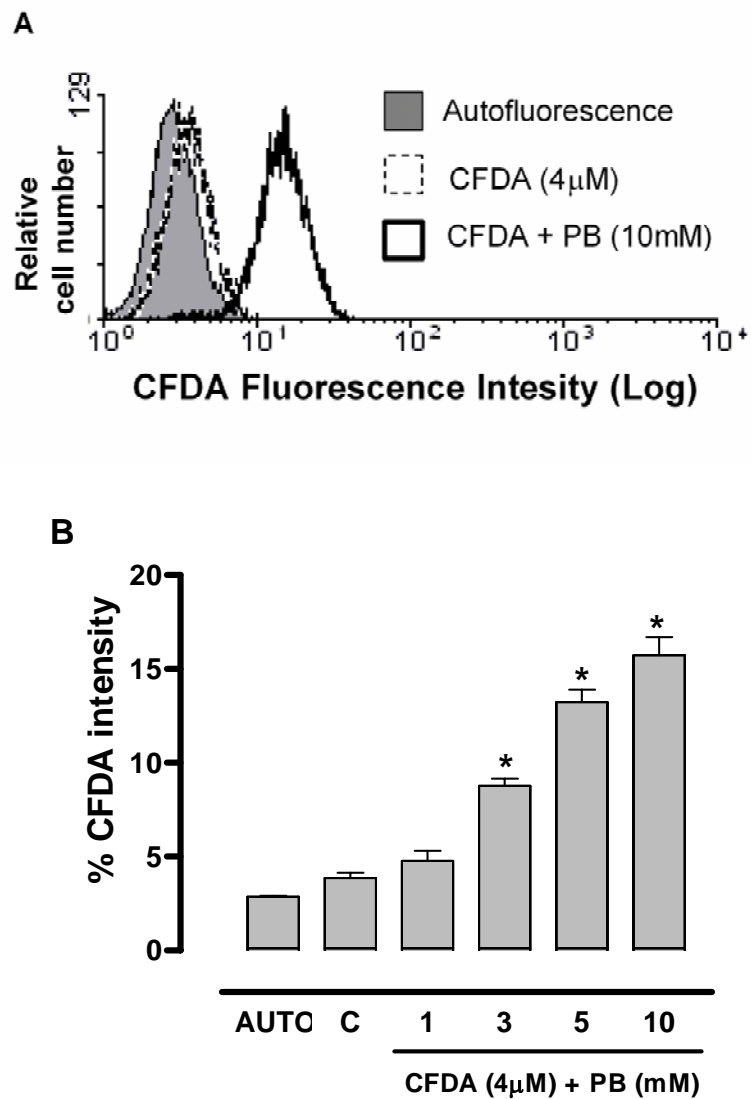 A
129
Relative
cell number
Autofluorescence
CFDA (4μM)
CFDA + PB (10mM)
10⁰ 10¹ 10² 10³ 10⁴
CFDA Fluorescence Intesity (Log)
B
% CFDA intensity
20
15
10
5
0
*
*
*
AUTO C 1 3 5 10
CFDA (4μM) + PB (mM)